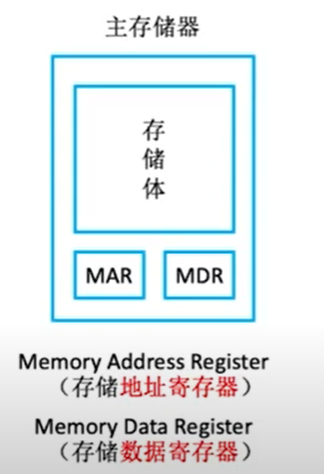 主存储器
存
储
体
MAR MDR
Memory Address Register
（存储地址寄存器）
Memory Data Register
（存储数据寄存器）